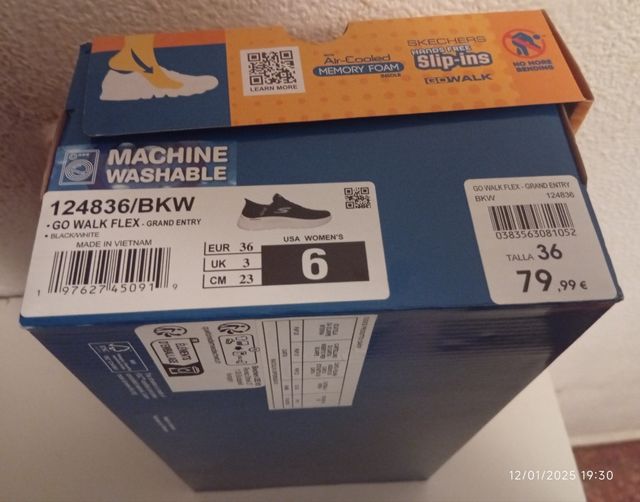 LEARN MORE
Air-Cooled
MEMORY FOAM
INSOLE
SKECHERS
HANDS FREE
Slip-ins
GOWALK
NO MORE
BENDING
MACHINE
WASHABLE
124836/BKW
• GO WALK FLEX - GRAND ENTRY
• BLACK/WHITE
MADE IN VIETNAM
1 97627 45091 9
EUR 36
UK 3
CM 23
USA WOMEN'S
6
GO WALK FLEX - GRAND ENTRY
BKW 124836
0383563081052
TALLA 36
79,99€
ÉLÉMENTS
D'EMBALLAGE
12/01/2025 19:30